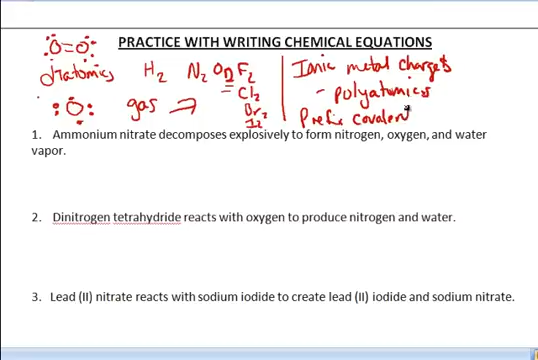 PRACTICE WITH WRITING CHEMICAL EQUATIONS
O=O
diatomics H2 N2 O2 F2
Cl2
Br2
I2
O gas →
Ionic metal charges
- polyatomics
Prefix covalent
1. Ammonium nitrate decomposes explosively to form nitrogen, oxygen, and water
vapor.
2. Dinitrogen tetrahydride reacts with oxygen to produce nitrogen and water.
3. Lead (II) nitrate reacts with sodium iodide to create lead (II) iodide and sodium nitrate.